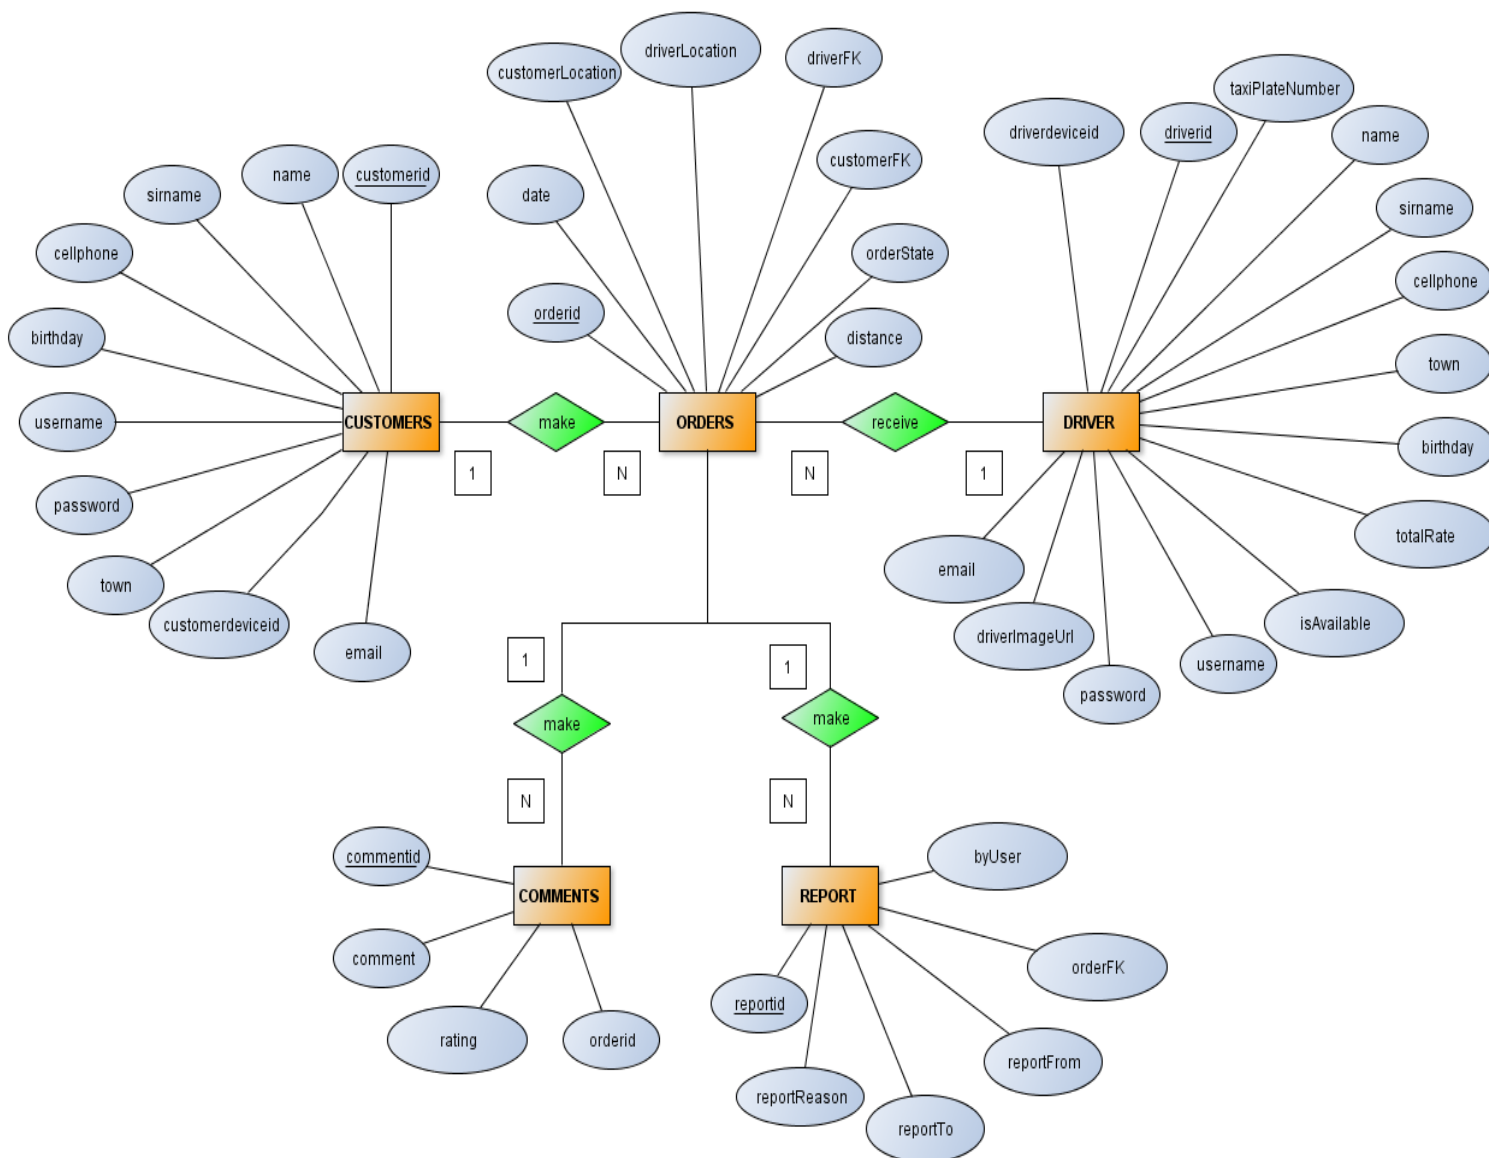 driverLocation
driverFK
customerLocation
taxiPlateNumber
driverdeviceid
driverid
name
customerFK
name
customerid
sirname
date
sirname
cellphone
orderState
cellphone
orderid
birthday
distance
town
username
CUSTOMERS
make
ORDERS
receive
DRIVER
birthday
1
N
N
1
password
totalRate
town
email
customerdeviceid
isAvailable
driverImageUrl
email
username
1
1
password
make
make
N
N
commentid
byUser
COMMENTS
REPORT
comment
orderFK
reportid
rating
orderid
reportFrom
reportReason
reportTo